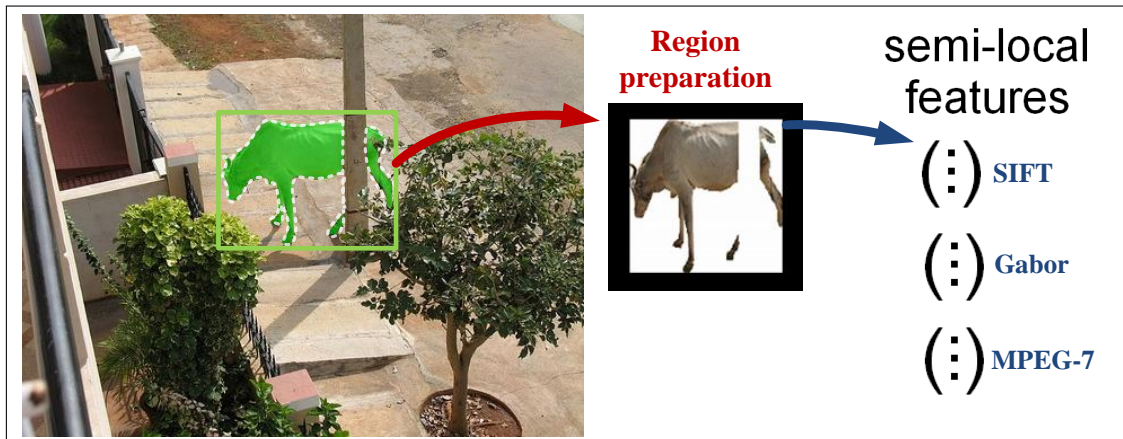 Region
preparation
semi-local
features
SIFT
Gabor
MPEG-7